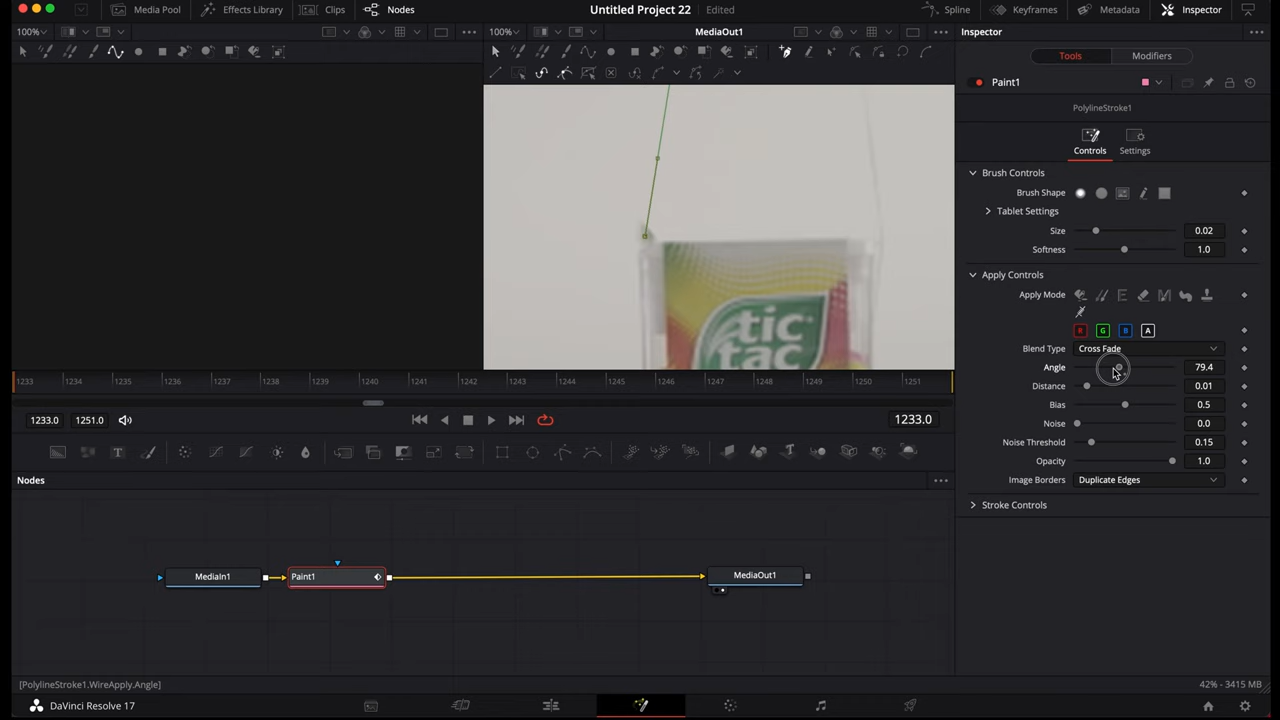 Media Pool Effects Library Clips Nodes Untitled Project 22 Edited Spline Keyframes Metadata Inspector
100% 100% MediaOut1 Inspector
Tools Modifiers
Paint1
PolylineStroke1
Controls Settings
Brush Controls
Brush Shape
Tablet Settings
Size 0.02
Softness 1.0
Apply Controls
Apply Mode
R G B A
Blend Type Cross Fade
Angle 79.4
Distance 0.01
Bias 0.5
Noise 0.0
Noise Threshold 0.15
Opacity 1.0
Image Borders Duplicate Edges
Stroke Controls
tic
tac
1233 1234 1235 1236 1237 1238 1239 1240 1241 1242 1243 1244 1245 1246 1247 1248 1249 1250 1251
1233.0 1251.0 1233.0
Nodes
MediaIn1 Paint1 MediaOut1
[PolylineStroke1.WireApply.Angle] 42% - 3415 MB
DaVinci Resolve 17